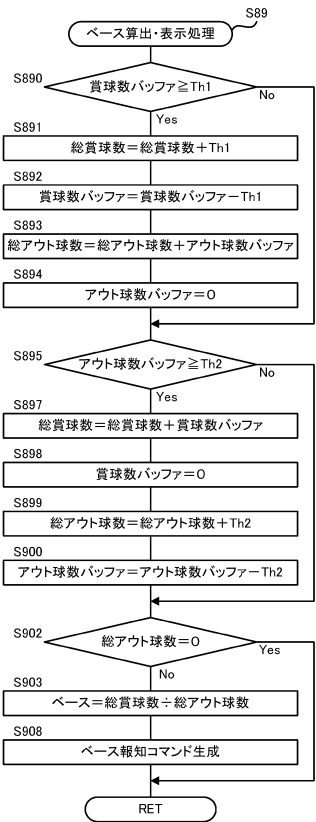 S89
ベース算出・表示処理
S890
賞球数バッファ≧Th1
No
Yes
S891
総賞球数=総賞球数+Th1
S892
賞球数バッファ=賞球数バッファーTh1
S893
総アウト球数=総アウト球数+アウト球数バッファ
S894
アウト球数バッファ=0
S895
アウト球数バッファ≧Th2
No
Yes
S897
総賞球数=総賞球数+賞球数バッファ
S898
賞球数バッファ=0
S899
総アウト球数=総アウト球数+Th2
S900
アウト球数バッファ=アウト球数バッファーTh2
S902
総アウト球数=0
Yes
No
S903
ベース=総賞球数÷総アウト球数
S908
ベース報知コマンド生成
RET